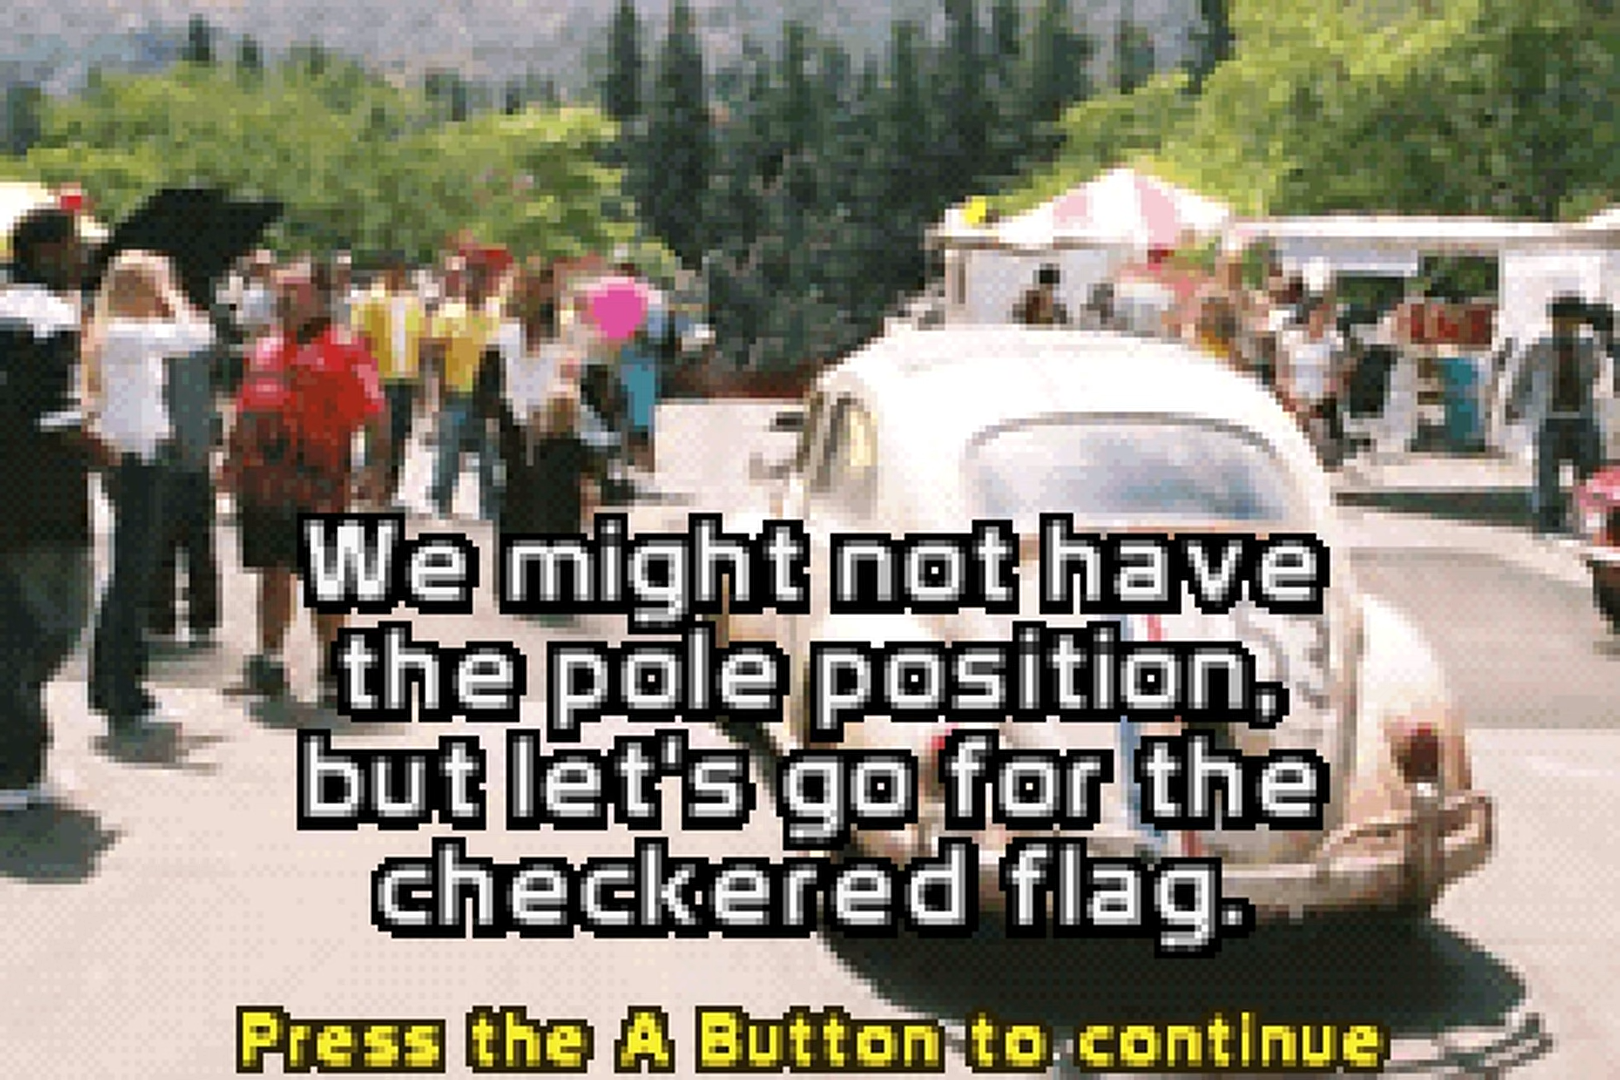 We might not have
the pole position,
but let's go for the
checkered flag.
Press the A Button to continue